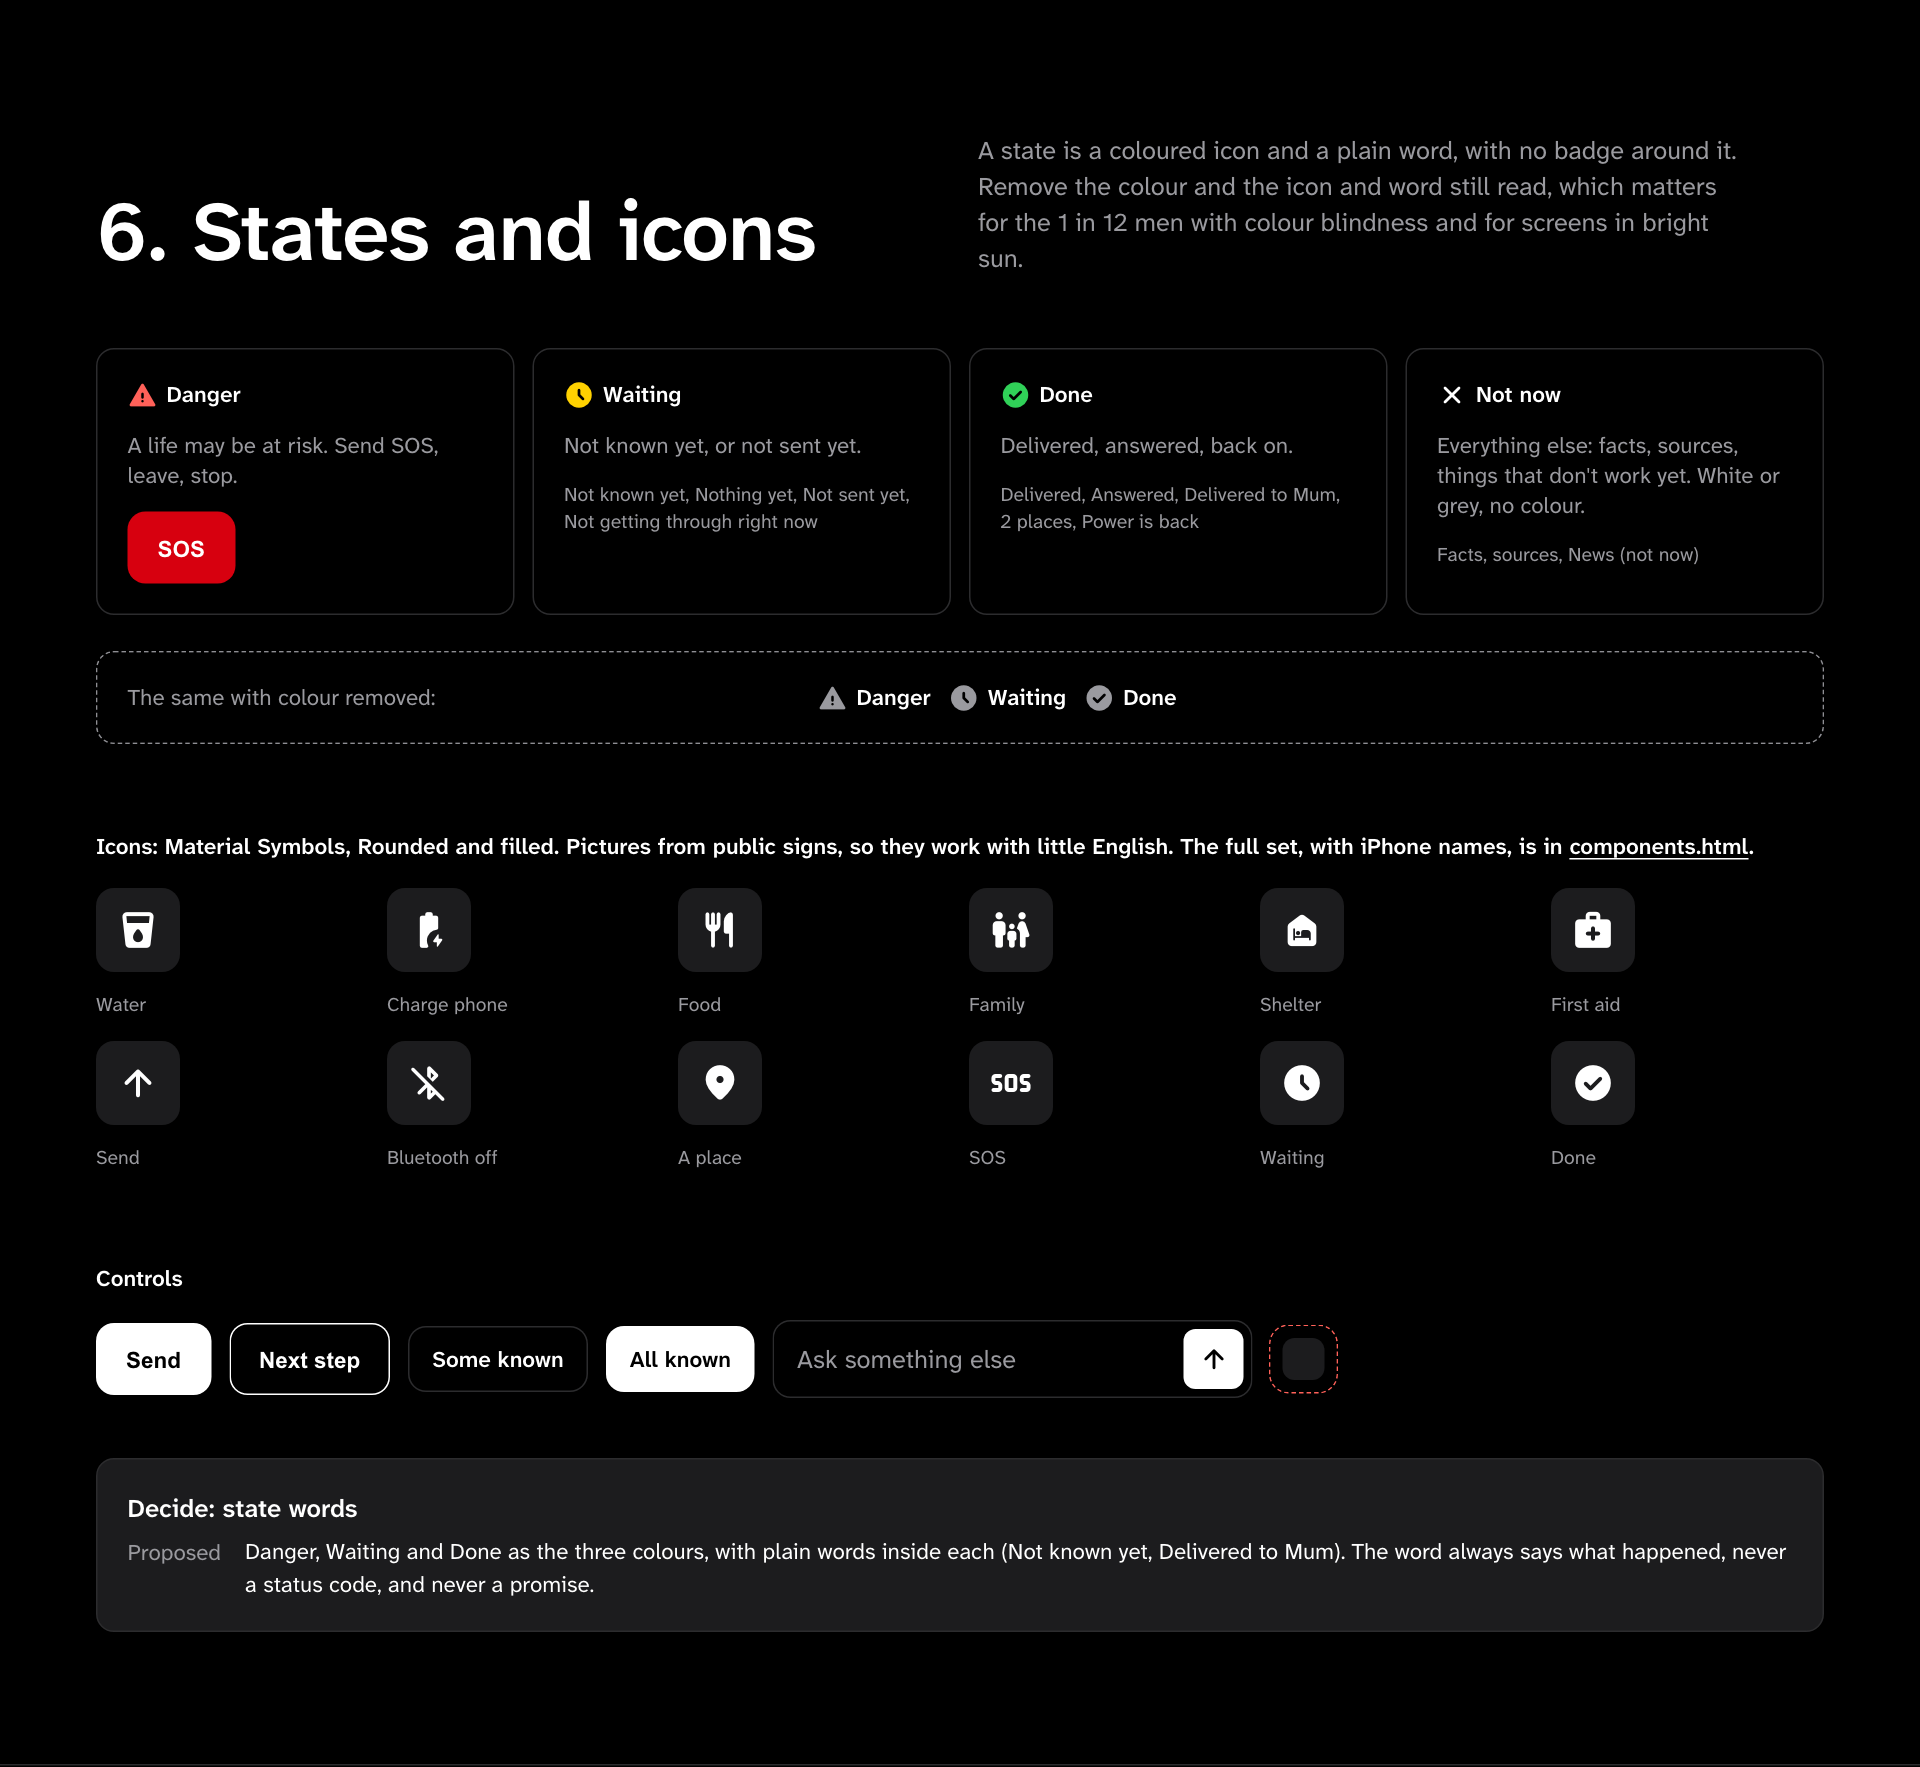 6. States and icons
A state is a coloured icon and a plain word, with no badge around it.
Remove the colour and the icon and word still read, which matters
for the 1 in 12 men with colour blindness and for screens in bright
sun.
Danger
A life may be at risk. Send SOS,
leave, stop.
SOS
Waiting
Not known yet, or not sent yet.
Not known yet, Nothing yet, Not sent yet,
Not getting through right now
Done
Delivered, answered, back on.
Delivered, Answered, Delivered to Mum,
2 places, Power is back
Not now
Everything else: facts, sources,
things that don't work yet. White or
grey, no colour.
Facts, sources, News (not now)
The same with colour removed:
Danger
Waiting
Done
Icons: Material Symbols, Rounded and filled. Pictures from public signs, so they work with little English. The full set, with iPhone names, is in components.html.
Water
Charge phone
Food
Family
Shelter
First aid
Send
Bluetooth off
A place
SOS
SOS
Waiting
Done
Controls
Send
Next step
Some known
All known
Ask something else
Decide: state words
Proposed
Danger, Waiting and Done as the three colours, with plain words inside each (Not known yet, Delivered to Mum). The word always says what happened, never
a status code, and never a promise.